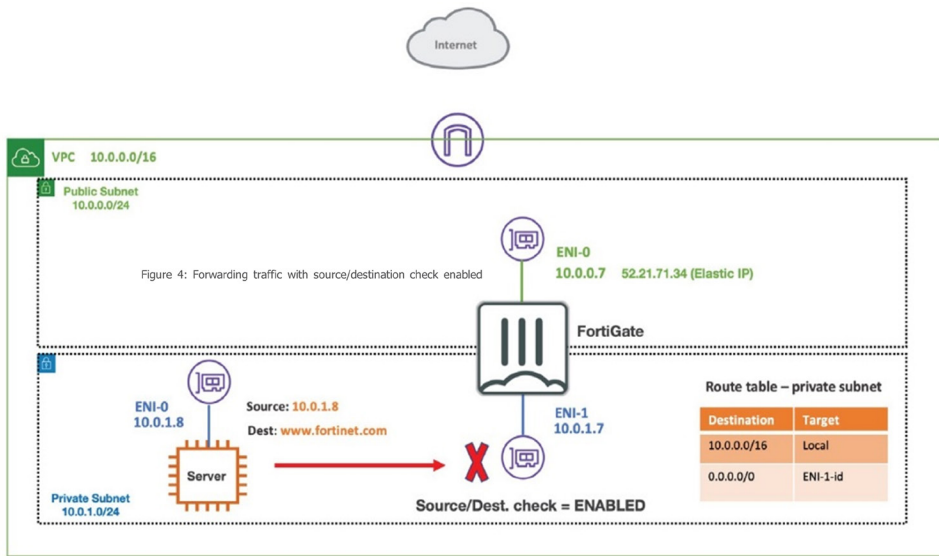 Internet
VPC 10.0.0.0/16
Public Subnet
10.0.0.0/24
ENI-0
10.0.0.7 52.21.71.34 (Elastic IP)
Figure 4: Forwarding traffic with source/destination check enabled
FortiGate
ENI-0
10.0.1.8
Source: 10.0.1.8
Dest: www.fortinet.com
Server
ENI-1
10.0.1.7
Source/Dest. check = ENABLED
Private Subnet
10.0.1.0/24
Route table – private subnet
Destination Target
10.0.0.0/16 Local
0.0.0.0/0 ENI-1-id